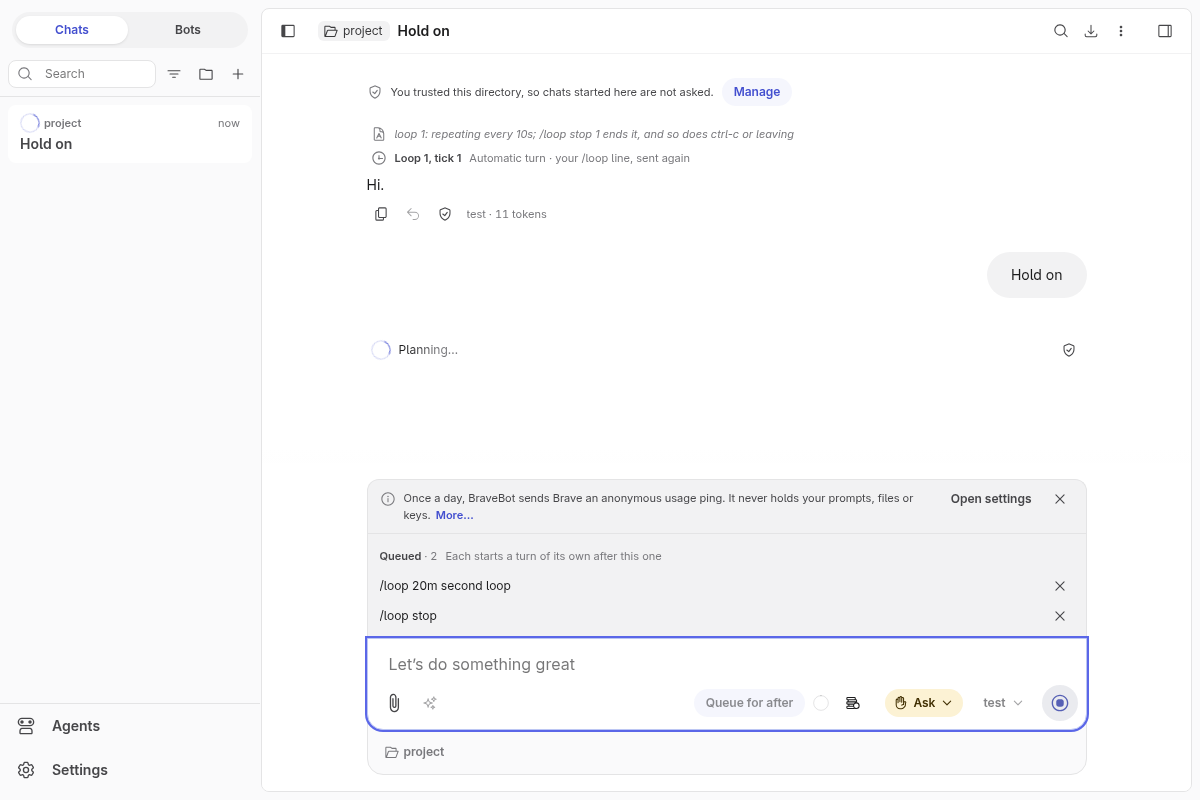 Chats
Bots
Search
project
now
Hold on
Agents
Settings
project
Hold on
You trusted this directory, so chats started here are not asked.
Manage
loop 1: repeating every 10s; /loop stop 1 ends it, and so does ctrl-c or leaving
Loop 1, tick 1 Automatic turn · your /loop line, sent again
Hi.
test · 11 tokens
Hold on
Planning...
Once a day, BraveBot sends Brave an anonymous usage ping. It never holds your prompts, files or
keys. More...
Open settings
Queued · 2 Each starts a turn of its own after this one
/loop 20m second loop
/loop stop
Let's do something great
Queue for after
Ask
test
project